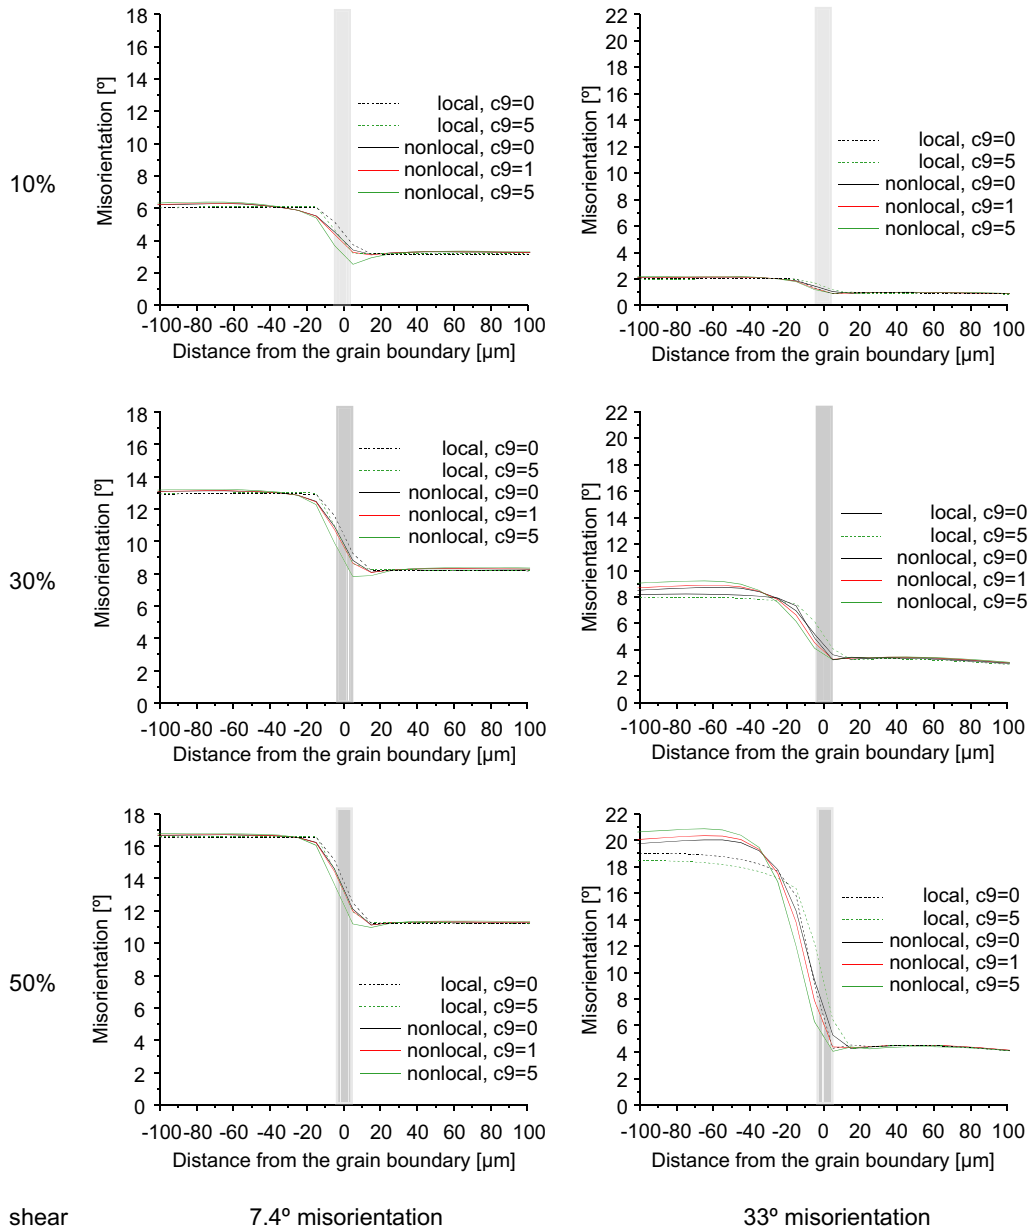 10%
Misorientation [º]
18
16
14
12
10
8
6
4
2
0
local, c9=0
local, c9=5
nonlocal, c9=0
nonlocal, c9=1
nonlocal, c9=5
-100 -80 -60 -40 -20 0 20 40 60 80 100
Distance from the grain boundary [µm]
Misorientation [º]
22
20
18
16
14
12
10
8
6
4
2
0
local, c9=0
local, c9=5
nonlocal, c9=0
nonlocal, c9=1
nonlocal, c9=5
-100 -80 -60 -40 -20 0 20 40 60 80 100
Distance from the grain boundary [µm]
30%
Misorientation [º]
18
16
14
12
10
8
6
4
2
0
local, c9=0
local, c9=5
nonlocal, c9=0
nonlocal, c9=1
nonlocal, c9=5
-100 -80 -60 -40 -20 0 20 40 60 80 100
Distance from the grain boundary [µm]
Misorientation [º]
22
20
18
16
14
12
10
8
6
4
2
0
local, c9=0
local, c9=5
nonlocal, c9=0
nonlocal, c9=1
nonlocal, c9=5
-100 -80 -60 -40 -20 0 20 40 60 80 100
Distance from the grain boundary [µm]
50%
Misorientation [º]
18
16
14
12
10
8
6
4
2
0
local, c9=0
local, c9=5
nonlocal, c9=0
nonlocal, c9=1
nonlocal, c9=5
-100 -80 -60 -40 -20 0 20 40 60 80 100
Distance from the grain boundary [µm]
Misorientation [º]
22
20
18
16
14
12
10
8
6
4
2
0
local, c9=0
local, c9=5
nonlocal, c9=0
nonlocal, c9=1
nonlocal, c9=5
-100 -80 -60 -40 -20 0 20 40 60 80 100
Distance from the grain boundary [µm]
shear 7.4º misorientation 33º misorientation